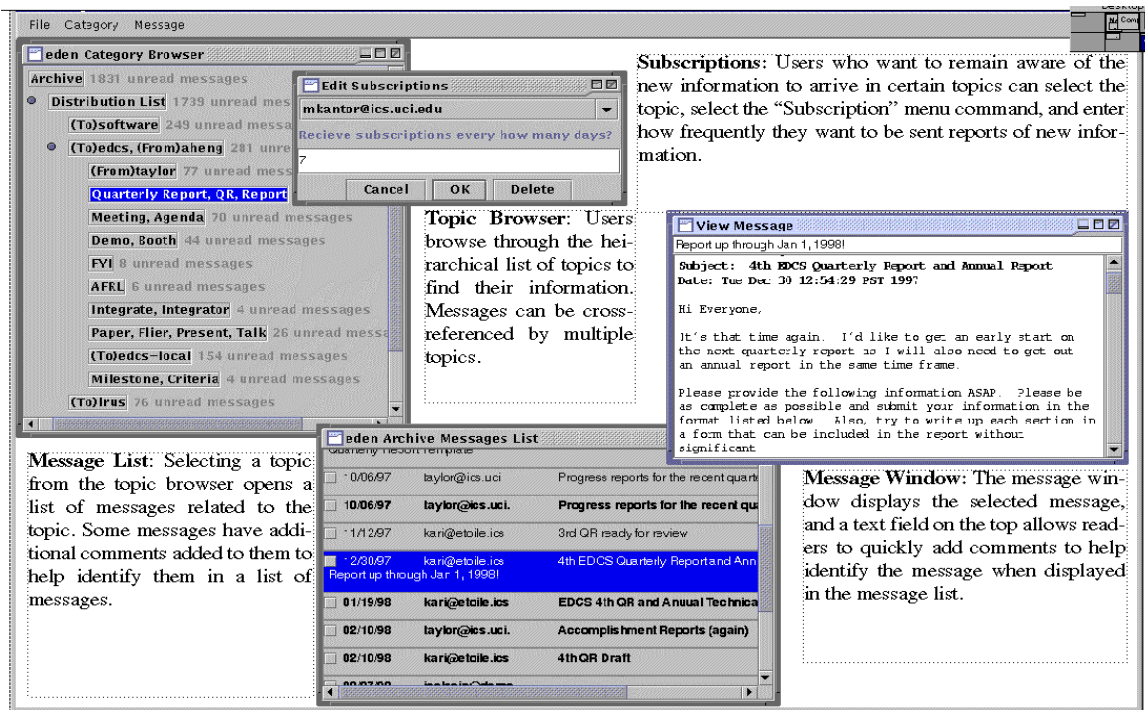 Desktop
File Category Message
Comp
eden Category Browser
Archive 1831 unread messages
Distribution List 1739 unread mes
(To)software 249 unread messa
(To)edcs, (From)aheng 281 unre
(From)taylor 77 unread mess
Quarterly Report, QR, Report
Meeting, Agenda 70 unread messages
Demo, Booth 44 unread messages
FYI 8 unread messages
AFRL 6 unread messages
Integrate, Integrator 4 unread messages
Paper, Flier, Present, Talk 26 unread messa
(To)edcs-local 154 unread messages
Milestone, Criteria 4 unread messages
(To)irus 76 unread messages
Edit Subscriptions
mkantor@ics.uci.edu
Recieve subscriptions every how many days?
7
Cancel OK Delete
Subscriptions: Users who want to remain aware of the
new information to arrive in certain topics can select the
topic, select the “Subscription” menu command, and enter
how frequently they want to be sent reports of new infor-
mation.
Topic Browser: Users
browse through the hei-
rarchical list of topics to
find their information.
Messages can be cross-
referenced by multiple
topics.
View Message
Report up through Jan 1, 1998!
Subject: 4th EDCS Quarterly Report and Annual Report
Date: Tue Dec 30 12:54:29 PST 1997
Hi Everyone,
It's that time again. I'd like to get an early start on
the next quarterly report as I will also need to get out
an annual report in the same time frame.
Please provide the following information ASAP. Please be
as complete as possible and submit your information in the
format listed below. Also, try to write up each section in
a form that can be included in the report without
significant
Message List: Selecting a topic
from the topic browser opens a
list of messages related to the
topic. Some messages have addi-
tional comments added to them to
help identify them in a list of
messages.
eden Archive Messages List
Quarterly Report Template
10/06/97 taylor@ics.uci Progress reports for the recent quarte
10/06/97 taylor@ics.uci. Progress reports for the recent qua
11/12/97 kari@etoile.ics 3rd QR ready for review
12/30/97 kari@etoile.ics 4th EDCS Quarterly Report and Ann
Report up through Jan 1, 1998!
01/19/98 kari@etoile.ics EDCS 4th QR and Anuual Technica
02/10/98 taylor@ics.uci. Accomplishment Reports (again)
02/10/98 kari@etoile.ics 4th QR Draft
Message Window: The message win-
dow displays the selected message,
and a text field on the top allows read-
ers to quickly add comments to help
identify the message when displayed
in the message list.